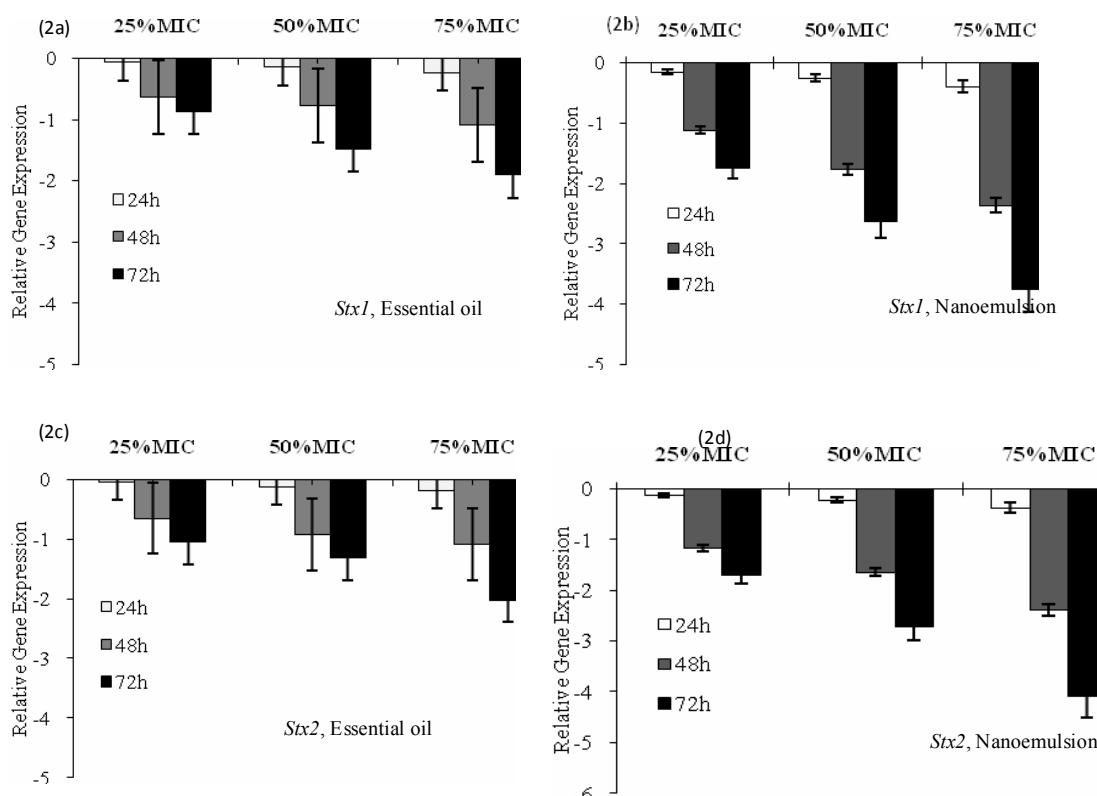 (2a)
25%MIC 50%MIC 75%MIC
0
-1
-2
-3
-4
-5
Relative Gene Expression
24h
48h
72h
Stx1, Essential oil
(2b)
25%MIC 50%MIC 75%MIC
0
-1
-2
-3
-4
-5
Relative Gene Expression
24h
48h
72h
Stx1, Nanoemulsion
(2c)
25%MIC 50%MIC 75%MIC
0
-1
-2
-3
-4
-5
Relative Gene Expression
24h
48h
72h
Stx2, Essential oil
(2d)
25%MIC 50%MIC 75%MIC
0
-1
-2
-3
-4
-5
6
Relative Gene Expression
24h
48h
72h
Stx2, Nanoemulsion